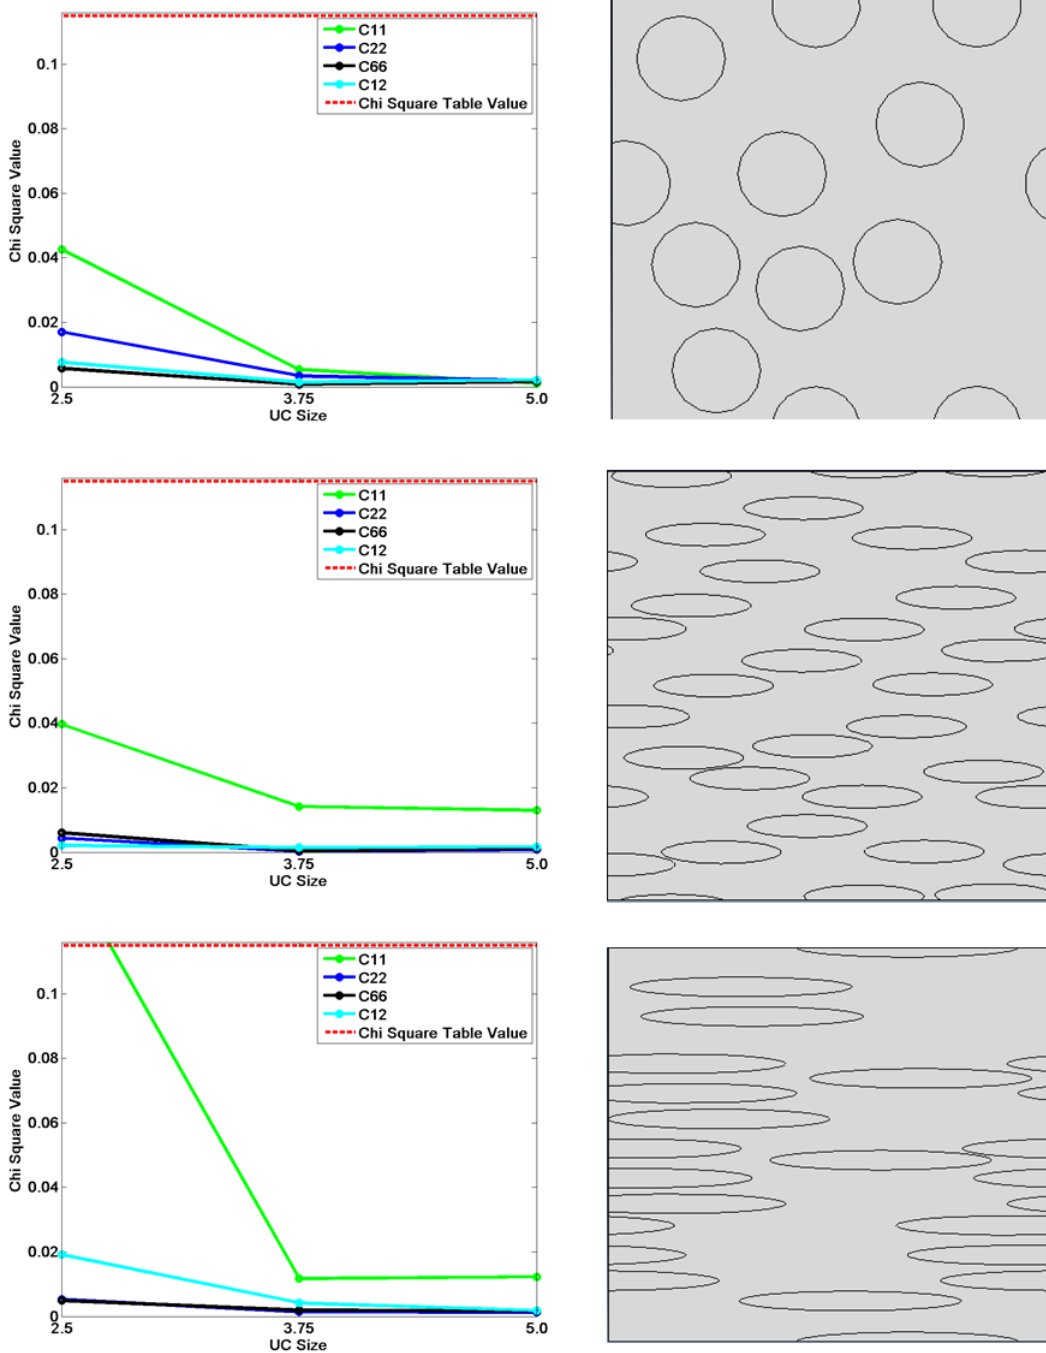 C11
C22
C66
C12
Chi Square Table Value
0.1
0.08
0.06
0.04
0.02
0
Chi Square Value
2.5 3.75 5.0
UC Size
C11
C22
C66
C12
Chi Square Table Value
0.1
0.08
0.06
0.04
0.02
0
Chi Square Value
2.5 3.75 5.0
UC Size
C11
C22
C66
C12
Chi Square Table Value
0.1
0.08
0.06
0.04
0.02
0
Chi Square Value
2.5 3.75 5.0
UC Size